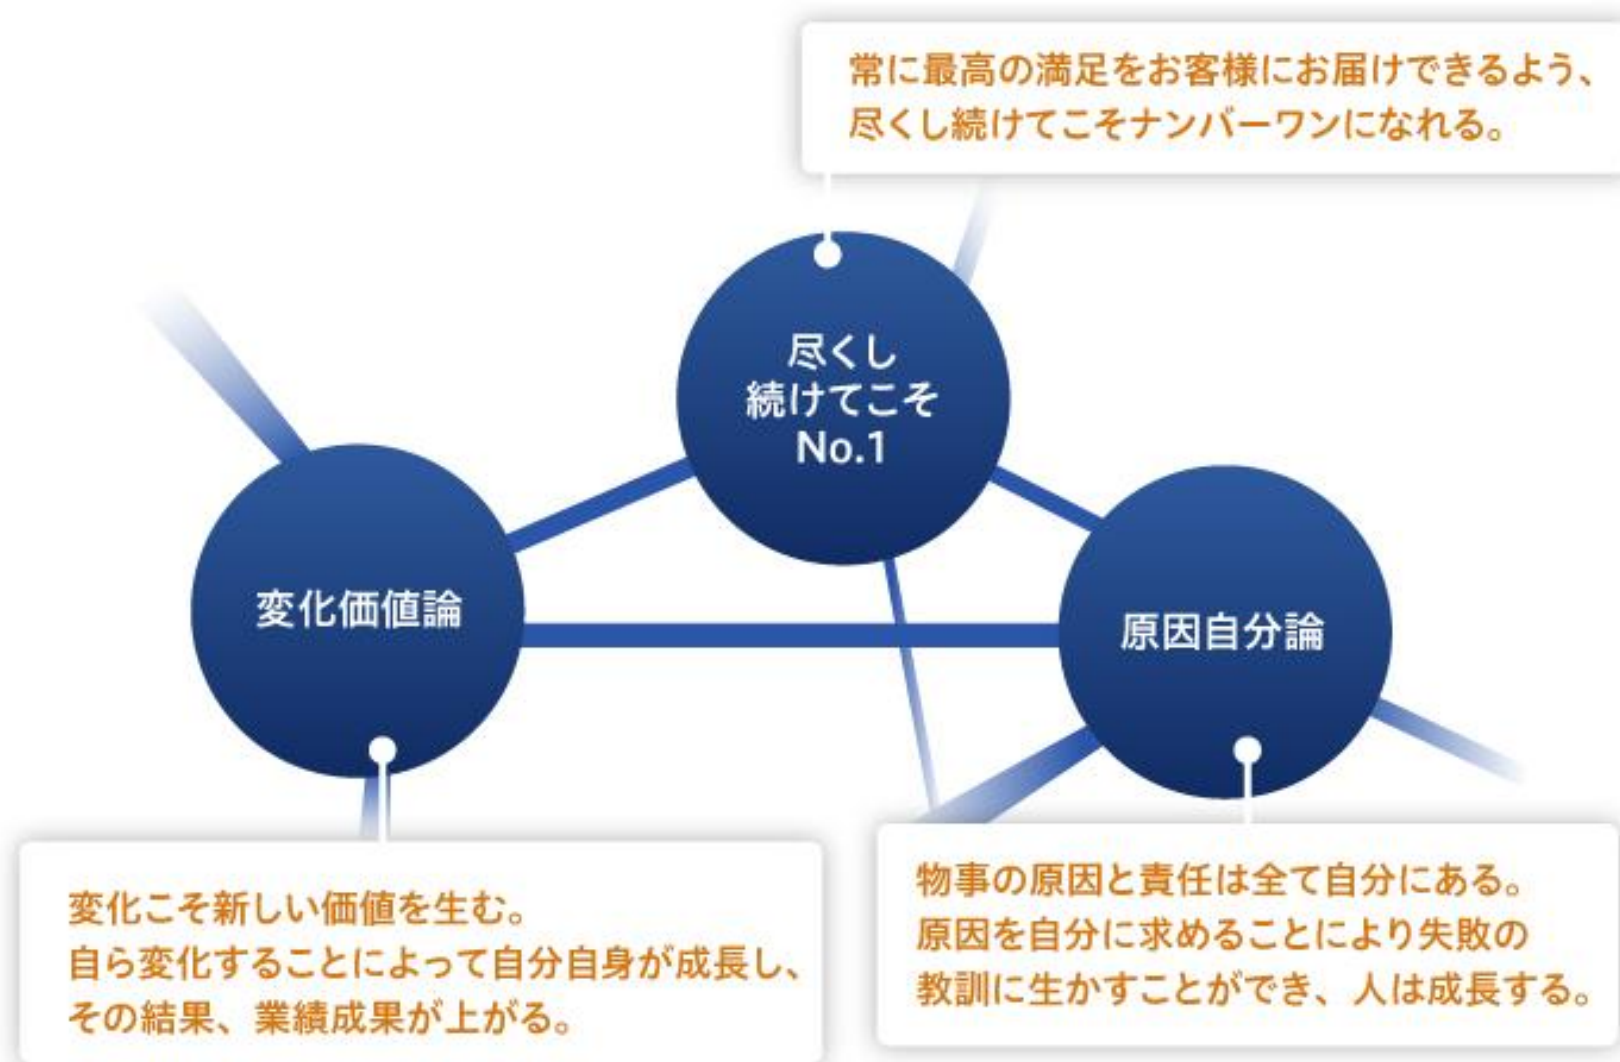 常に最高の満足をお客様にお届けできるよう、
尽くし続けてこそナンバーワンになれる。
尽くし
続けてこそ
No.1
変化価値論
原因自分論
変化こそ新しい価値を生む。
自ら変化することによって自分自身が成長し、
その結果、業績成果が上がる。
物事の原因と責任は全て自分にある。
原因を自分に求めることにより失敗の
教訓に生かすことができ、人は成長する。